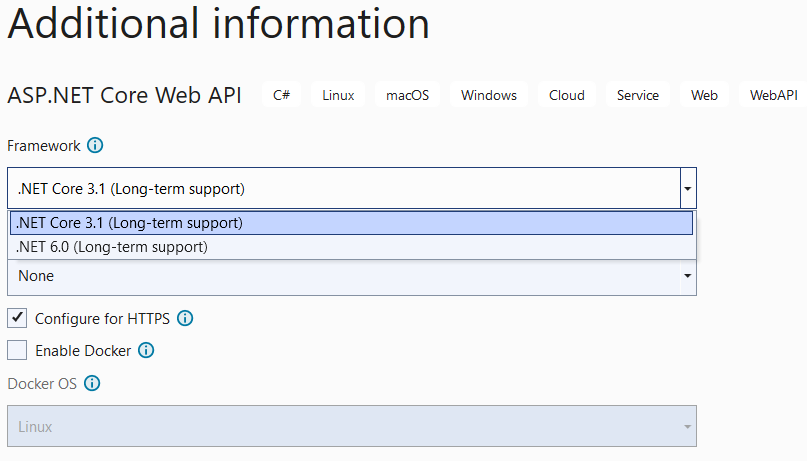 Additional information
ASP.NET Core Web API C# Linux macOS Windows Cloud Service Web WebAPI
Framework
.NET Core 3.1 (Long-term support)
.NET Core 3.1 (Long-term support)
.NET 6.0 (Long-term support)
None
Configure for HTTPS
Enable Docker
Docker OS
Linux